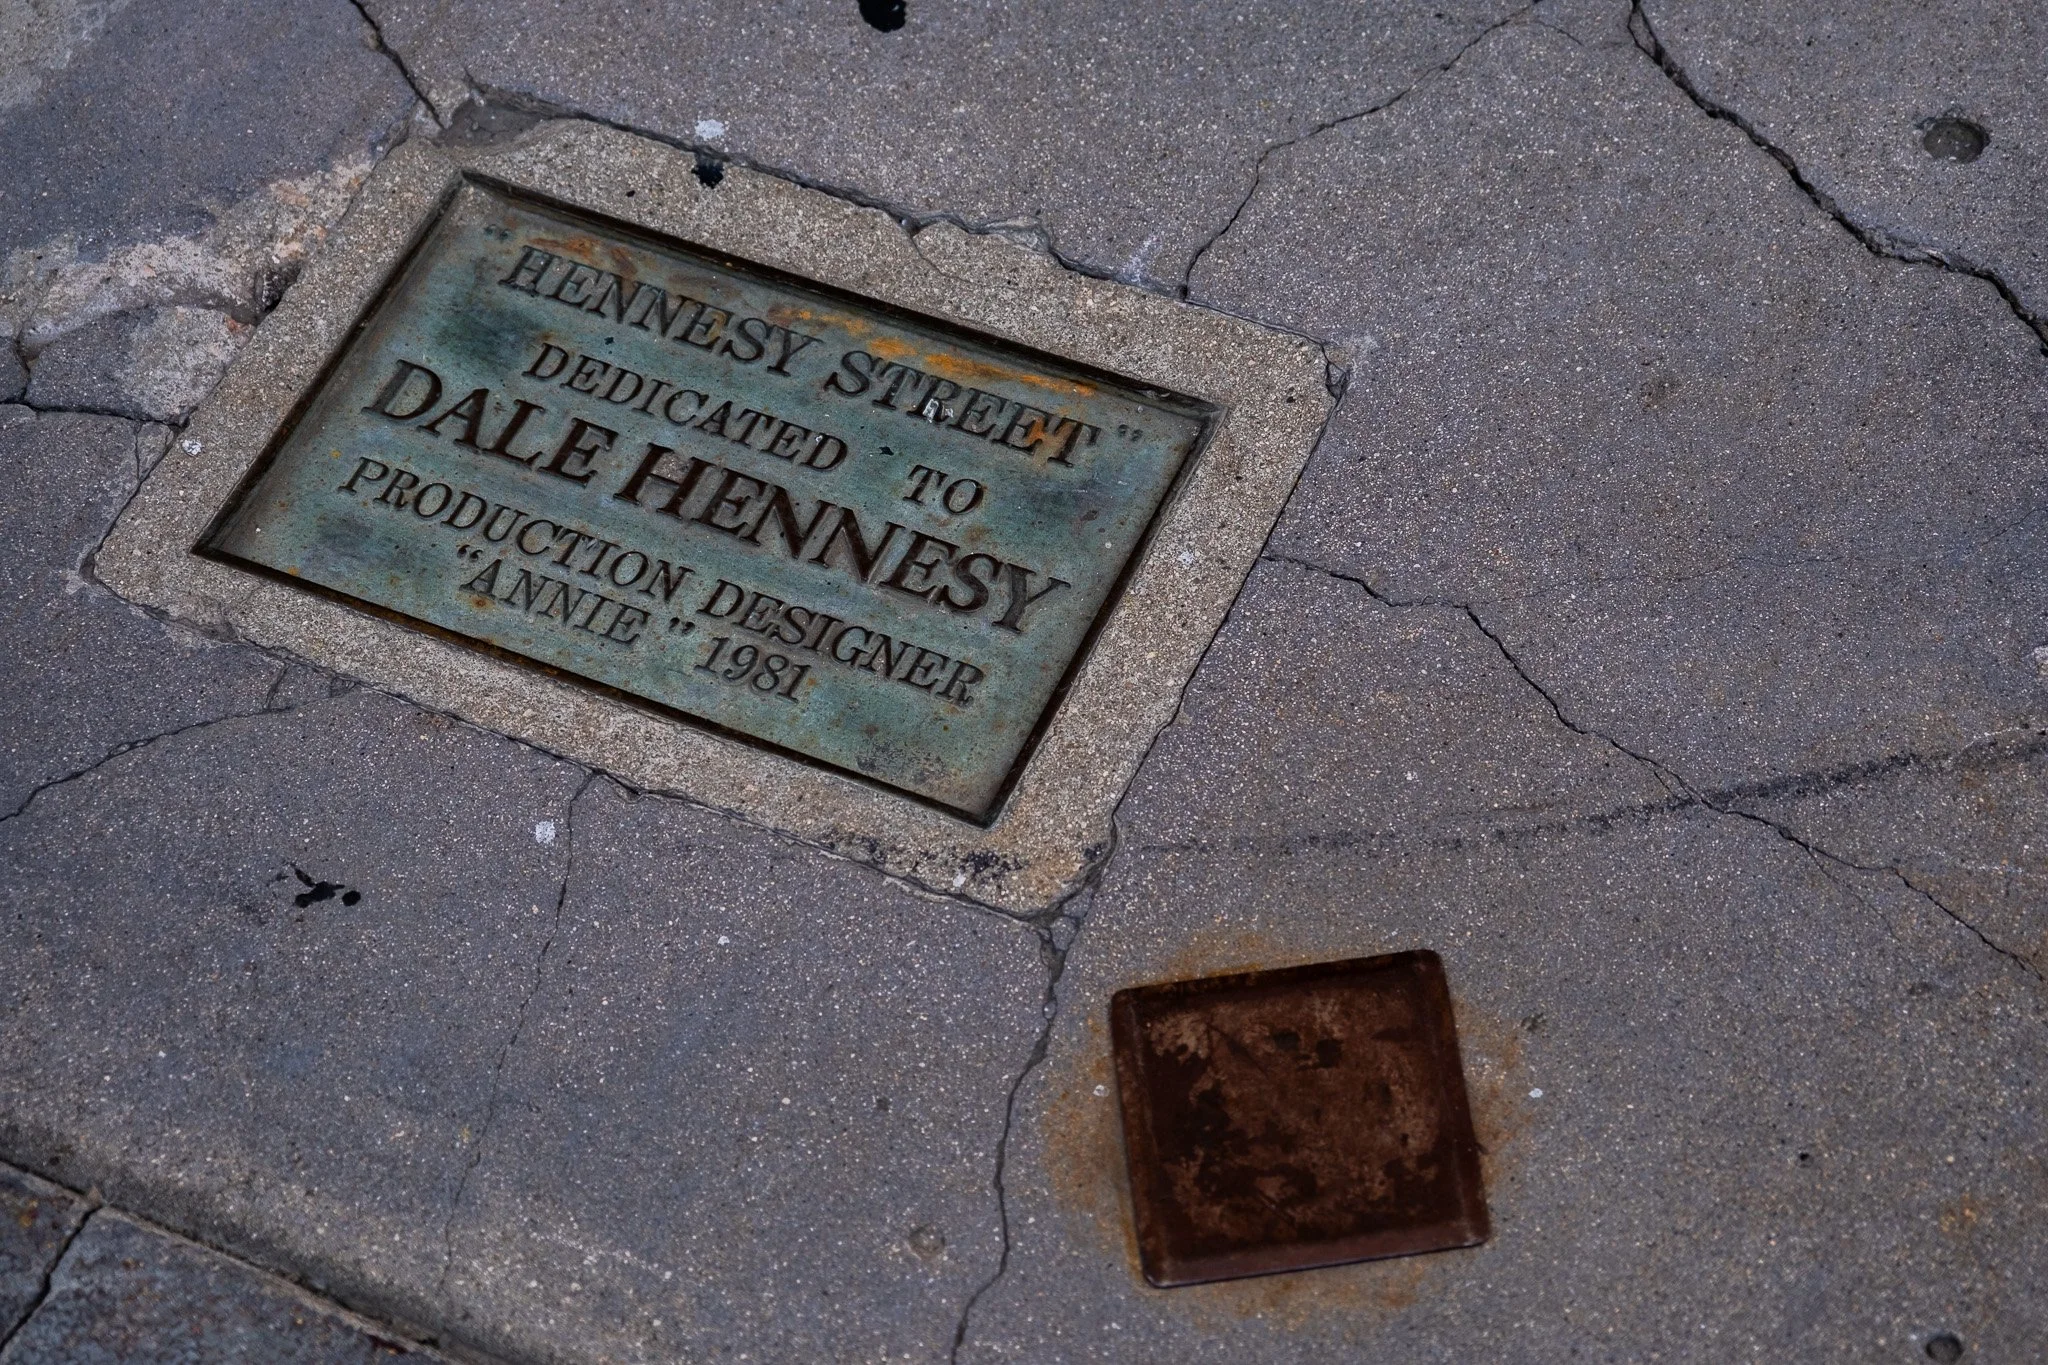 "HENNESY STREET"
DEDICATED TO
DALE HENNESY
PRODUCTION DESIGNER
"ANNIE" 1981